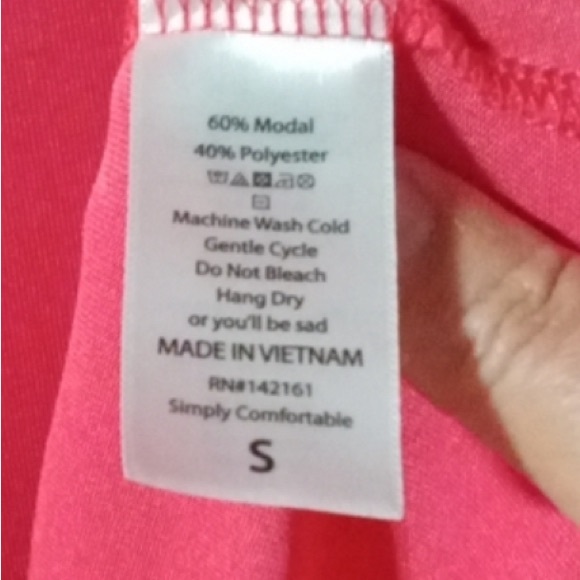 60% Modal
40% Polyester
Machine Wash Cold
Gentle Cycle
Do Not Bleach
Hang Dry
or you'll be sad
MADE IN VIETNAM
RN#142161
Simply Comfortable
S